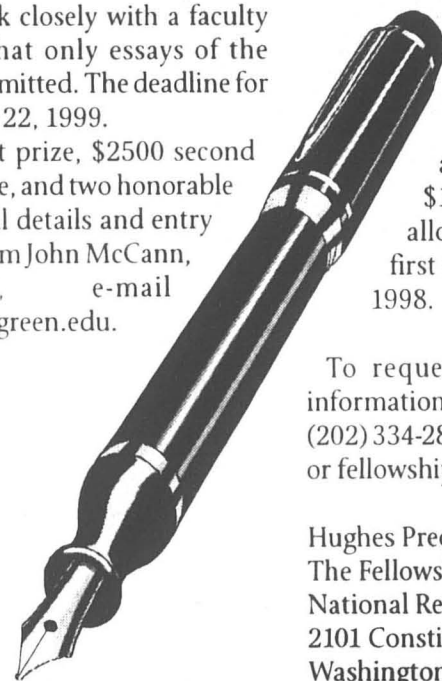 k closely with a faculty
hat only essays of the
mitted. The deadline for
22, 1999.
t prize, $2500 second
e, and two honorable
l details and entry
m John McCann,
e-mail
green.edu.
a
allo
first
1998.
To reque
information
(202) 334-28
or fellowshi
Hughes Pred
The Fellows
National Re
2101 Consti
Washington